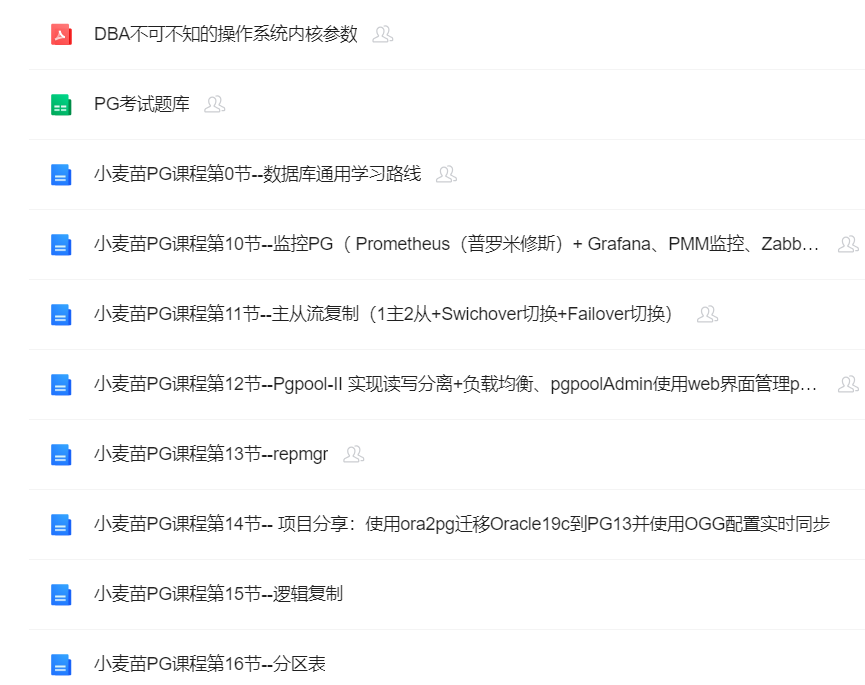 DBA不可不知的操作系统内核参数
PG考试题库
小麦苗PG课程第0节--数据库通用学习路线
小麦苗PG课程第10节--监控PG（ Prometheus（普罗米修斯）+ Grafana、PMM监控、Zabb...
小麦苗PG课程第11节--主从流复制（1主2从+Swichover切换+Failover切换）
小麦苗PG课程第12节--Pgpool-II 实现读写分离+负载均衡、pgpoolAdmin使用web界面管理p...
小麦苗PG课程第13节--repmgr
小麦苗PG课程第14节-- 项目分享：使用ora2pg迁移Oracle19c到PG13并使用OGG配置实时同步
小麦苗PG课程第15节--逻辑复制
小麦苗PG课程第16节--分区表